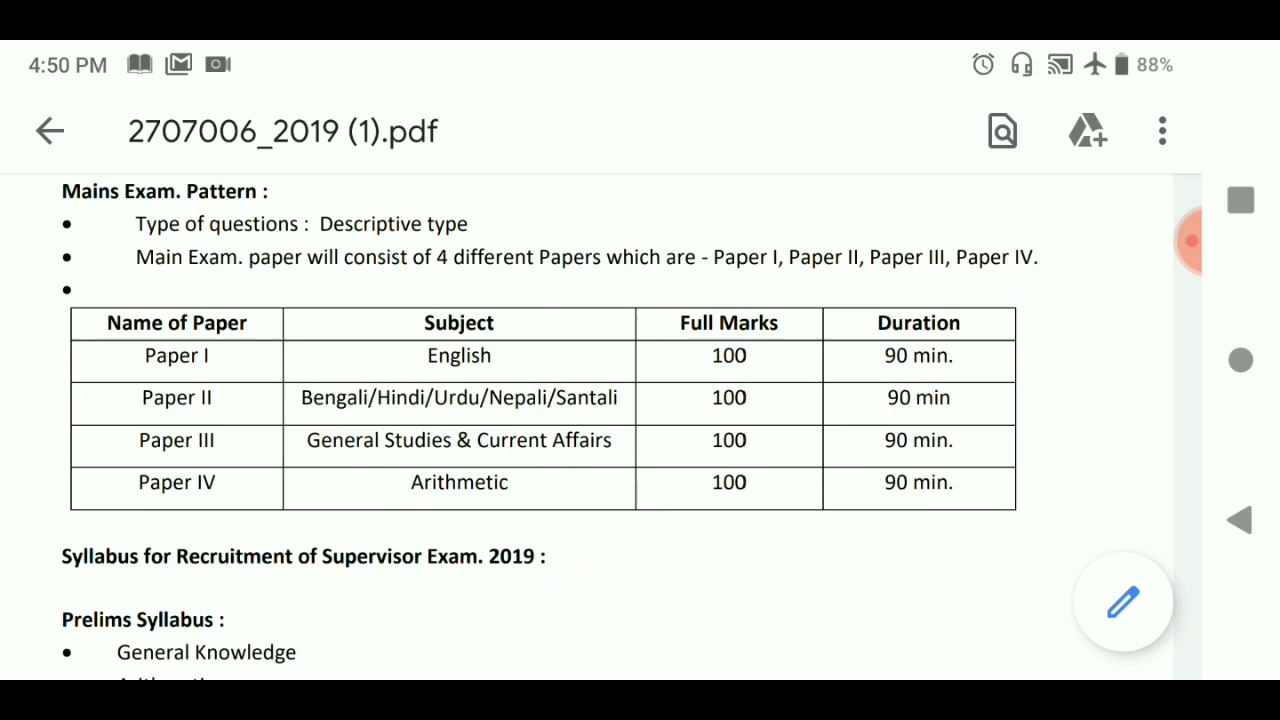 4:50 PM 88%
2707006_2019 (1).pdf
Mains Exam. Pattern :
• Type of questions : Descriptive type
• Main Exam. paper will consist of 4 different Papers which are - Paper I, Paper II, Paper III, Paper IV.
•
Name of Paper Subject Full Marks Duration
Paper I English 100 90 min.
Paper II Bengali/Hindi/Urdu/Nepali/Santali 100 90 min
Paper III General Studies & Current Affairs 100 90 min.
Paper IV Arithmetic 100 90 min.
Syllabus for Recruitment of Supervisor Exam. 2019 :
Prelims Syllabus :
• General Knowledge